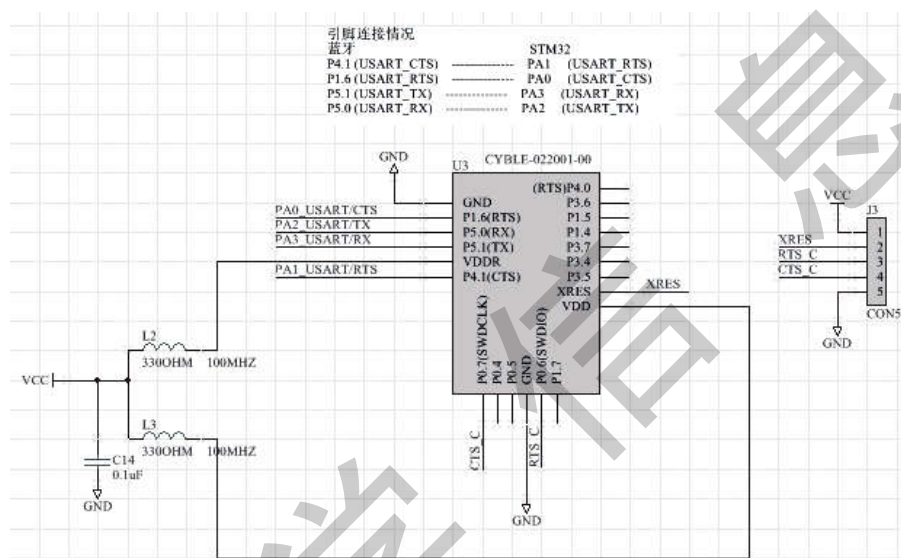 引脚连接情况
蓝牙 STM32
P4.1 (USART_CTS) ---------- PA1 (USART_RTS)
P1.6 (USART_RTS) ---------- PA0 (USART_CTS)
P5.1 (USART_TX) ---------- PA3 (USART_RX)
P5.0 (USART_RX) ---------- PA2 (USART_TX)
GND
U3 CYBLE-022001-00
(RTS)P4.0
GND P3.6
PA0_USART/CTS P1.6(RTS) P1.5
PA2_USART/TX P5.0(RX) P1.4
PA3_USART/RX P5.1(TX) P3.7
VDDR P3.4
PA1_USART/RTS P4.1(CTS) P3.5
XRES XRES
VDD
P0.7(SWDCLK)
P0.4
P0.5
GND
P0.6(SWDIO)
P1.7
CTS_C
RTS_C
GND
VCC
J3
1
XRES 2
RTS_C 3
CTS_C 4
5
CON5
GND
L2
330OHM 100MHZ
VCC
L3
330OHM 100MHZ
C14
0.1uF
GND
信息
学